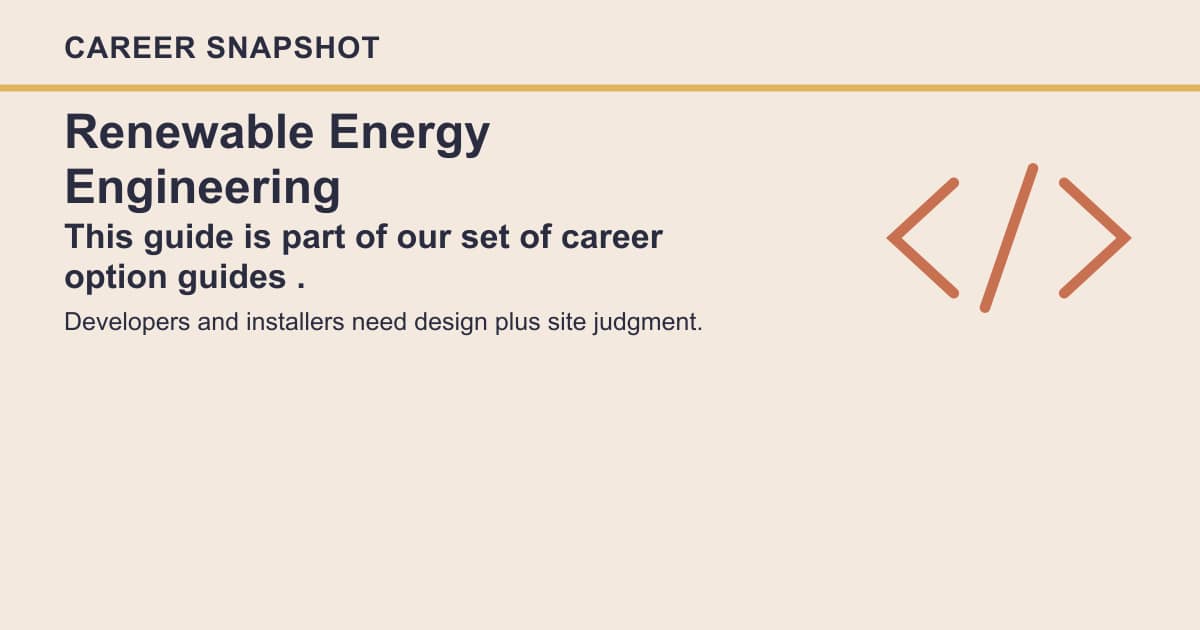 CAREER SNAPSHOT
Renewable Energy
Engineering
This guide is part of our set of career
option guides .
Developers and installers need design plus site judgment.